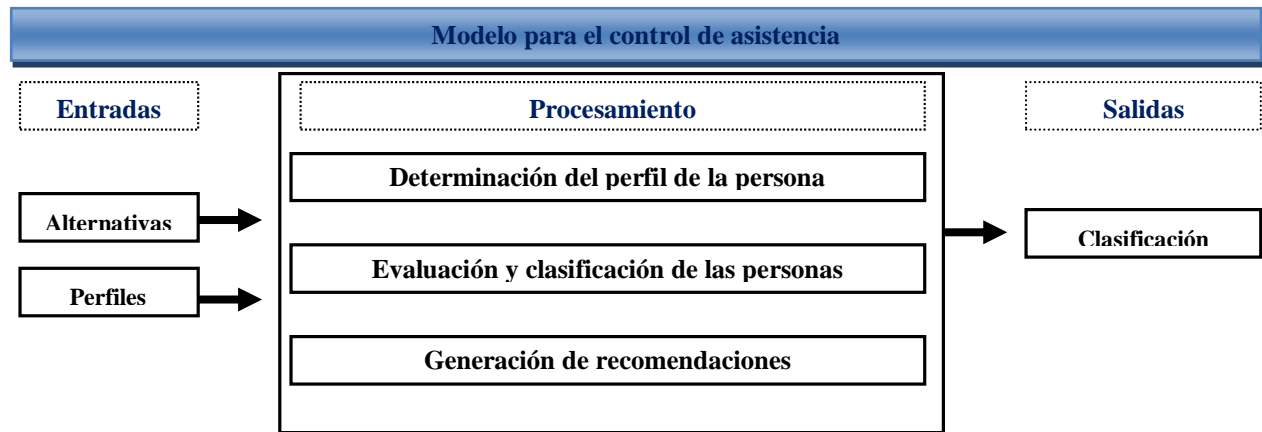 Modelo para el control de asistencia
Entradas
Procesamiento
Salidas
Determinación del perfil de la persona
Alternativas
Clasificación
Evaluación y clasificación de las personas
Perfiles
Generación de recomendaciones